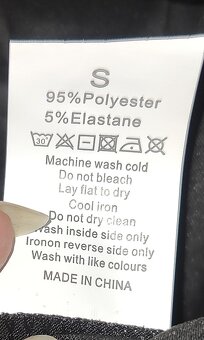 S
95%Polyester
5%Elastane
30
Machine wash cold
Do not bleach
Lay flat to dry
Cool iron
Do not dry clean
Wash inside side only
Ironon reverse side only
Wash with like colours
MADE IN CHINA